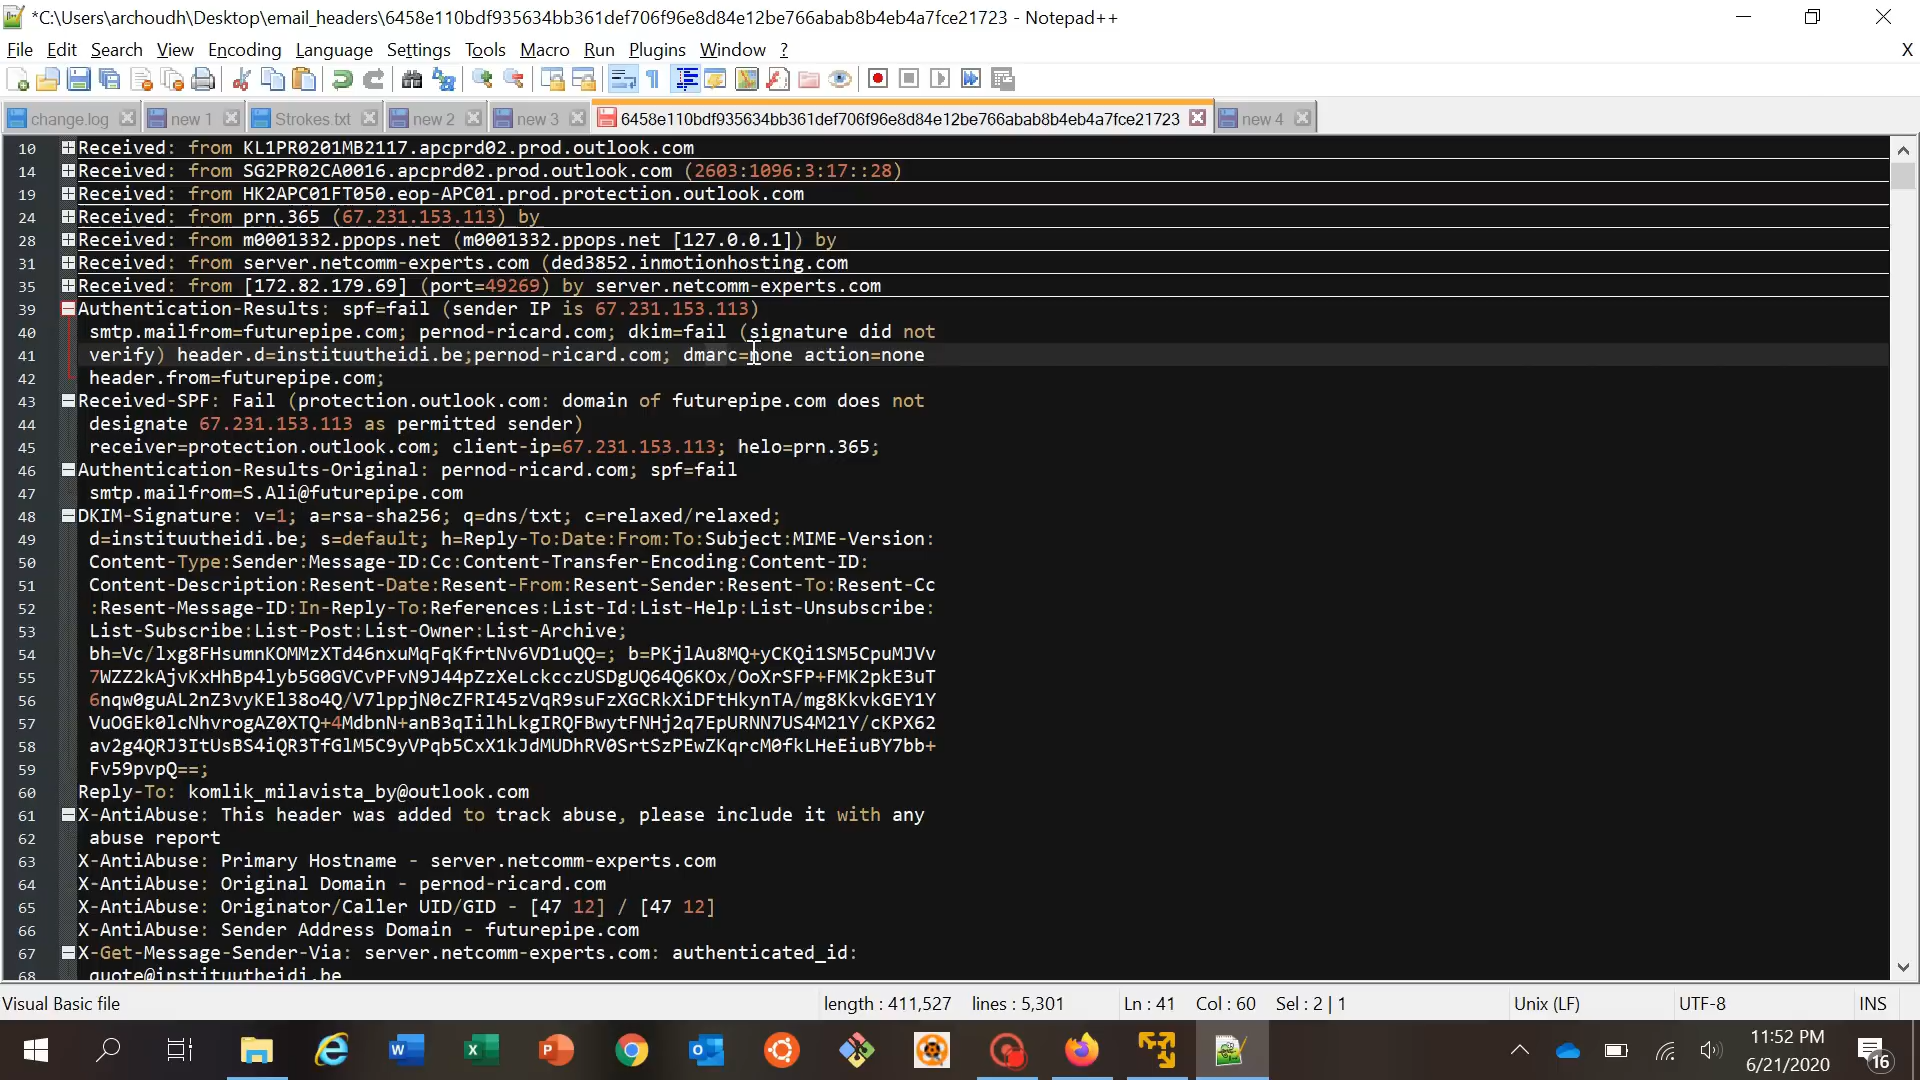 *C:\Users\archoudh\Desktop\email_headers\6458e110bdf935634bb361def706f96e8d84e12be766abab8b4eb4a7fce21723 - Notepad++
File Edit Search View Encoding Language Settings Tools Macro Run Plugins Window ? X
change.log new 1 Strokes.txt new 2 new 3 6458e110bdf935634bb361def706f96e8d84e12be766abab8b4eb4a7fce21723 new 4
10 Received: from KL1PR0201MB2117.apcprd02.prod.outlook.com
14 Received: from SG2PR02CA0016.apcprd02.prod.outlook.com (2603:1096:3:17::28)
19 Received: from HK2APC01FT050.eop-APC01.prod.protection.outlook.com
24 Received: from prn.365 (67.231.153.113) by
28 Received: from m0001332.ppops.net (m0001332.ppops.net [127.0.0.1]) by
31 Received: from server.netcomm-experts.com (ded3852.inmotionhosting.com
35 Received: from [172.82.179.69] (port=49269) by server.netcomm-experts.com
39 Authentication-Results: spf=fail (sender IP is 67.231.153.113)
40 smtp.mailfrom=futurepipe.com; pernod-ricard.com; dkim=fail (signature did not
41 verify) header.d=instituutheidi.be;pernod-ricard.com; dmarc=none action=none
42 header.from=futurepipe.com;
43 Received-SPF: Fail (protection.outlook.com: domain of futurepipe.com does not
44 designate 67.231.153.113 as permitted sender)
45 receiver=protection.outlook.com; client-ip=67.231.153.113; helo=prn.365;
46 Authentication-Results-Original: pernod-ricard.com; spf=fail
47 smtp.mailfrom=S.Ali@futurepipe.com
48 DKIM-Signature: v=1; a=rsa-sha256; q=dns/txt; c=relaxed/relaxed;
49 d=instituutheidi.be; s=default; h=Reply-To:Date:From:To:Subject:MIME-Version:
50 Content-Type:Sender:Message-ID:Cc:Content-Transfer-Encoding:Content-ID:
51 Content-Description:Resent-Date:Resent-From:Resent-Sender:Resent-To:Resent-Cc
52 :Resent-Message-ID:In-Reply-To:References:List-Id:List-Help:List-Unsubscribe:
53 List-Subscribe:List-Post:List-Owner:List-Archive;
54 bh=Vc/lxg8FHsumnKOMMzXTd46nxuMqFqKfrtNv6VD1uQQ=; b=PKjlAu8MQ+yCKQi1SM5CpuMJVv
55 7WZZ2kAjvKxHhBp4lyb5G0GVCvPFvN9J44pZzXeLckcczUSDgUQ64Q6KOx/OoXrSFP+FMK2pkE3uT
56 6nqw0guAL2nZ3vyKEl38o4Q/V7lppjN0cZFRI45zVqR9suFzXGCRkXiDFtHkynTA/mg8KkvkGEY1Y
57 VuOGEk0lcNhvrogAZ0XTQ+4MdbnN+anB3qIilhLkgIRQFBwytFNHj2q7EpURNN7US4M21Y/cKPX62
58 av2g4QRJ3ItUsBS4iQR3TfGlM5C9yVPqb5CxX1kJdMUDhRV0SrtSzPEwZKqrcM0fkLHeEiuBY7bb+
59 Fv59pvpQ==;
60 Reply-To: komlik_milavista_by@outlook.com
61 X-AntiAbuse: This header was added to track abuse, please include it with any
62 abuse report
63 X-AntiAbuse: Primary Hostname - server.netcomm-experts.com
64 X-AntiAbuse: Original Domain - pernod-ricard.com
65 X-AntiAbuse: Originator/Caller UID/GID - [47 12] / [47 12]
66 X-AntiAbuse: Sender Address Domain - futurepipe.com
67 X-Get-Message-Sender-Via: server.netcomm-experts.com: authenticated_id:
68 quote@instituutheidi.be
Visual Basic file length : 411,527 lines : 5,301 Ln : 41 Col : 60 Sel : 2 | 1 Unix (LF) UTF-8 INS
11:52 PM
6/21/2020
16